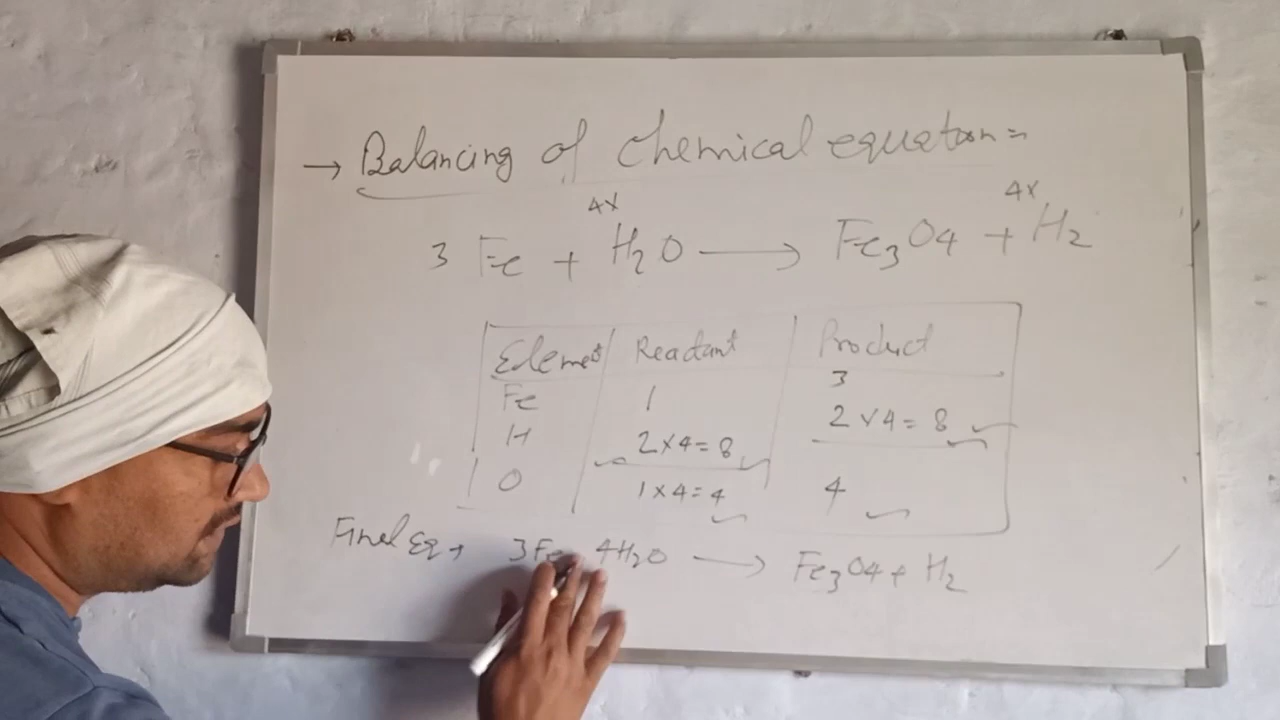 → Balancing of chemical equation =
4x 4x
3 Fe + H₂O → Fe₃O₄ + H₂
Element Reactant Product
Fe 1 3
H 2×4=8 2×4=8
O 1×4=4 4
Final Eq → 3Fe 4H₂O → Fe₃O₄ + H₂